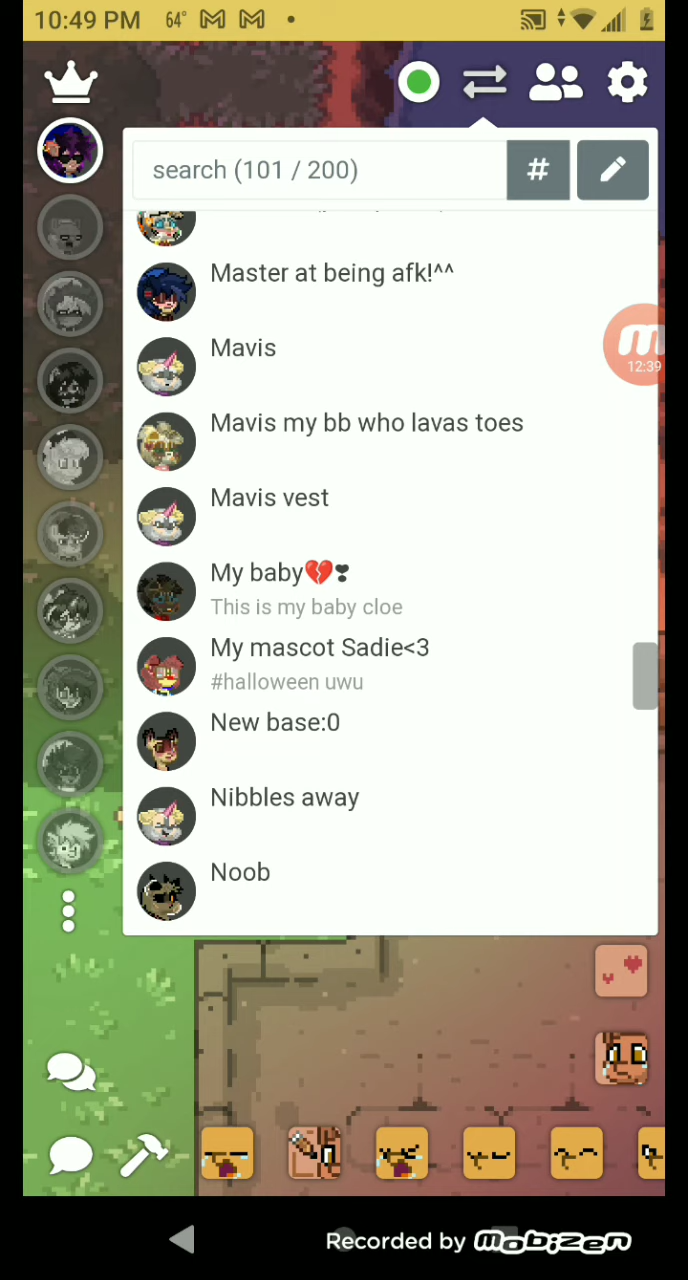 10:49 PM 64°
search (101 / 200)
#
Master at being afk!^^
12:39
Mavis
Mavis my bb who lavas toes
Mavis vest
My baby💔❣
This is my baby cloe
My mascot Sadie<3
#halloween uwu
New base:0
Nibbles away
Noob
Recorded by mobizen